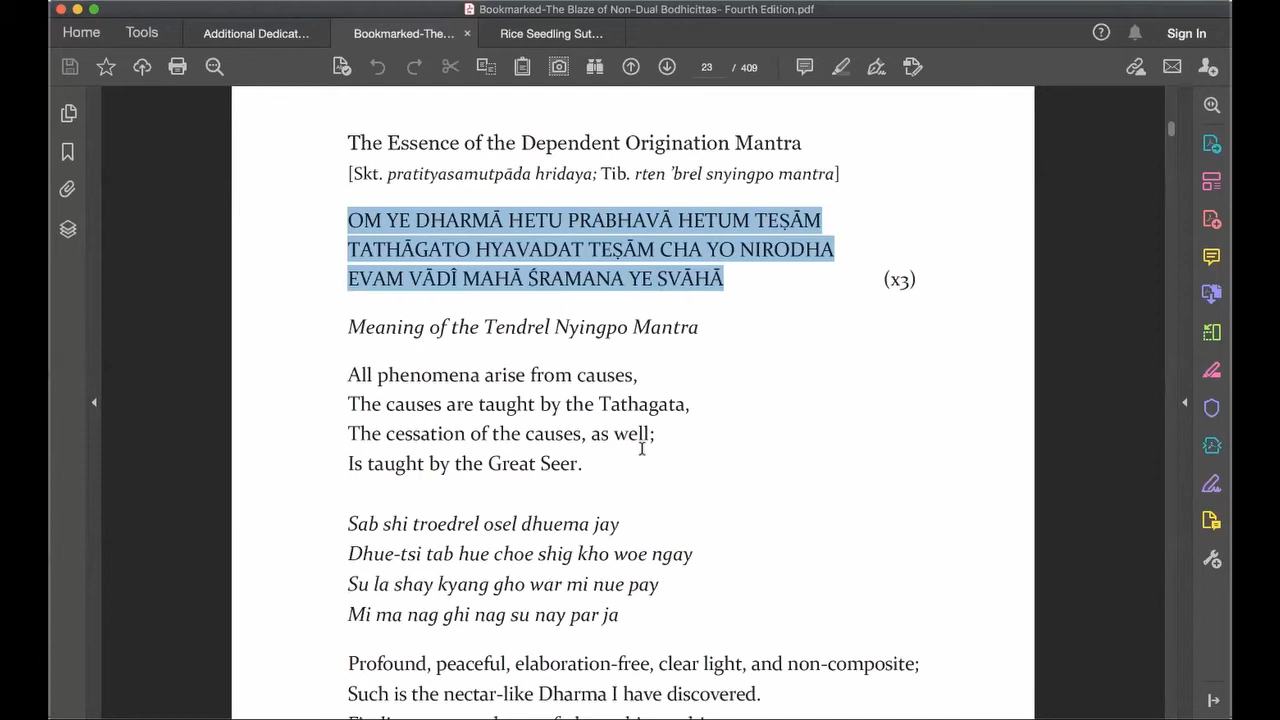 Bookmarked-The Blaze of Non-Dual Bodhicittas- Fourth Edition.pdf
Home Tools Additional Dedicat... Bookmarked-The... × Rice Seedling Sut... Sign In
23 / 409
The Essence of the Dependent Origination Mantra
[Skt. pratityasamutpāda hridaya; Tib. rten ’brel snyingpo mantra]
OM YE DHARMĀ HETU PRABHAVĀ HETUM TEṢĀM
TATHĀGATO HYAVADAT TEṢĀM CHA YO NIRODHA
EVAM VĀDÎ MAHĀ ŚRAMANA YE SVĀHĀ (x3)
Meaning of the Tendrel Nyingpo Mantra
All phenomena arise from causes,
The causes are taught by the Tathagata,
The cessation of the causes, as well;
Is taught by the Great Seer.
Sab shi troedrel osel dhuema jay
Dhue-tsi tab hue choe shig kho woe ngay
Su la shay kyang gho war mi nue pay
Mi ma nag ghi nag su nay par ja
Profound, peaceful, elaboration-free, clear light, and non-composite;
Such is the nectar-like Dharma I have discovered.